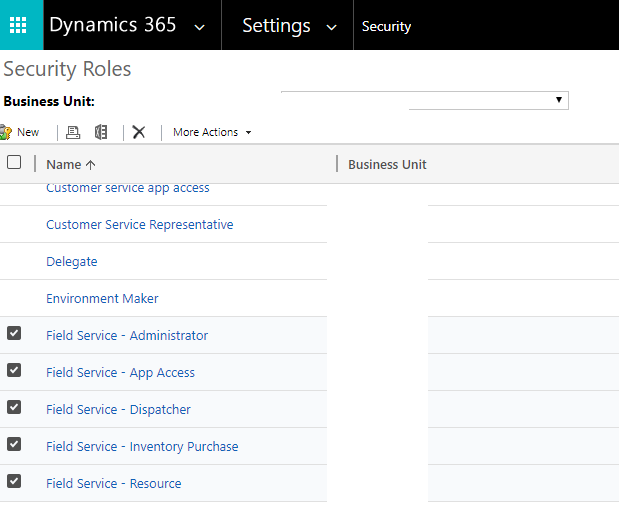 Dynamics 365 Settings Security
Security Roles
Business Unit:
New More Actions
Name Business Unit
Customer service app access
Customer Service Representative
Delegate
Environment Maker
Field Service - Administrator
Field Service - App Access
Field Service - Dispatcher
Field Service - Inventory Purchase
Field Service - Resource